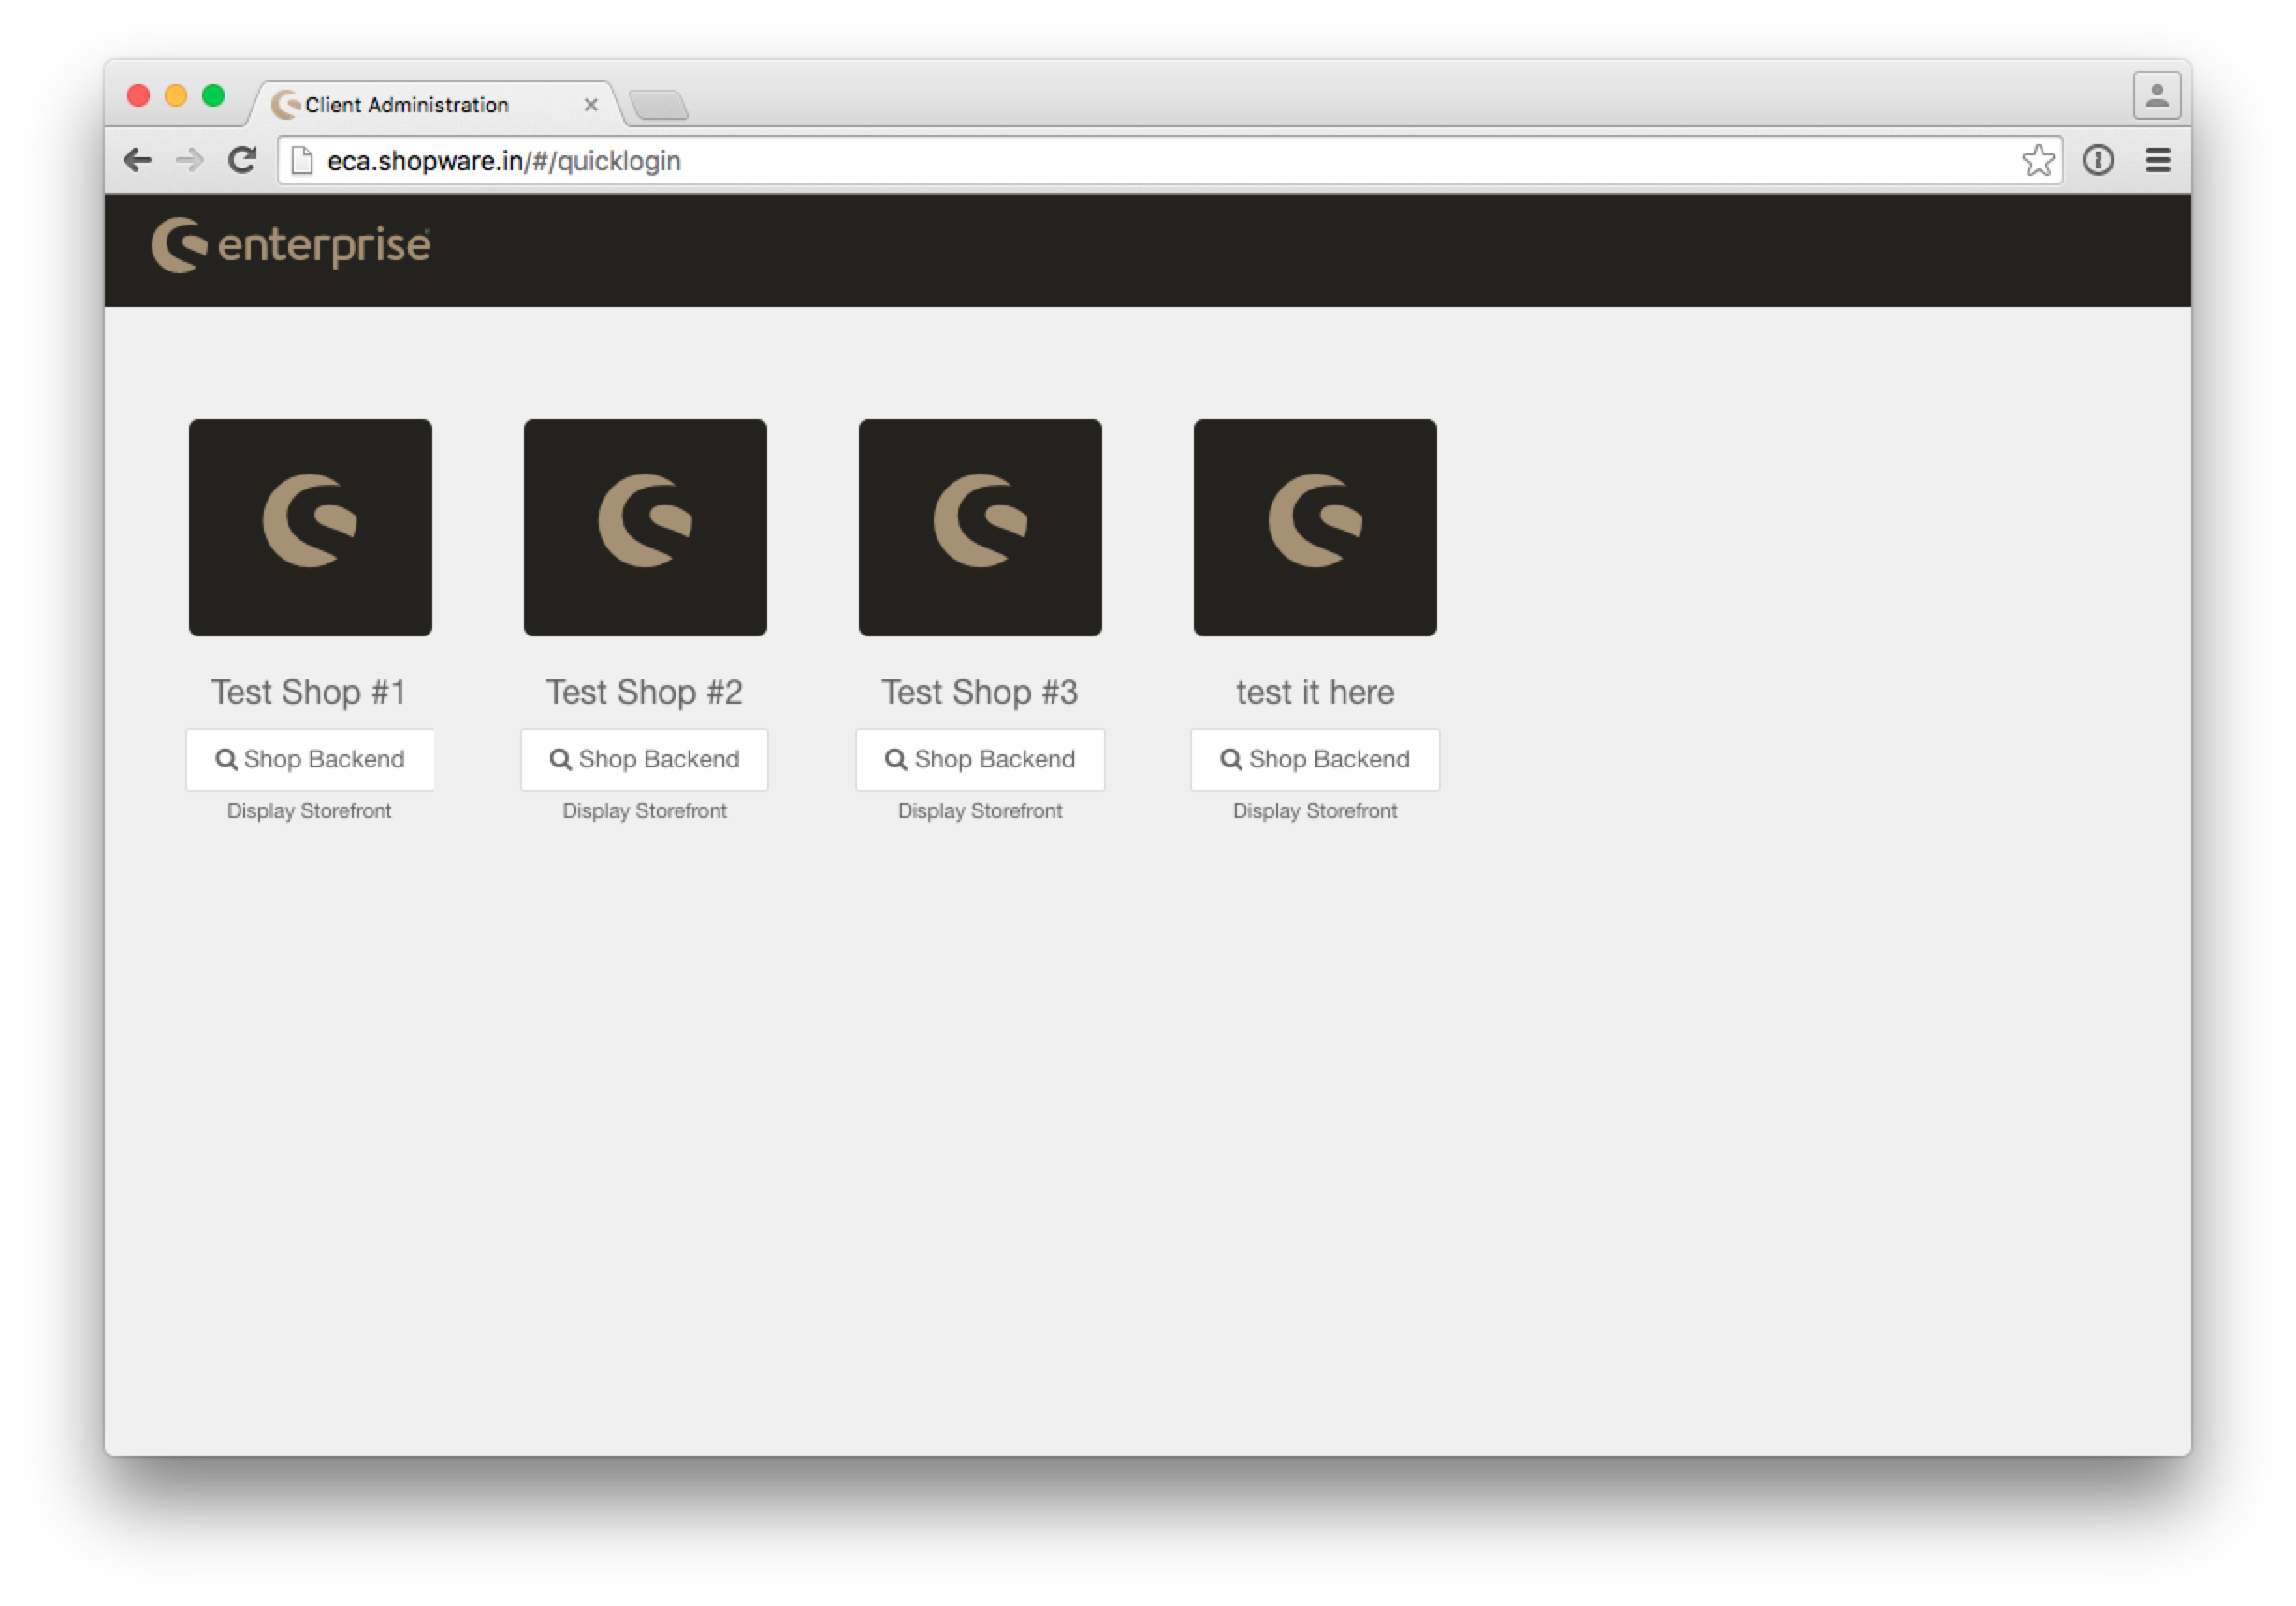 Client Administration
eca.shopware.in/#/quicklogin
enterprise
Test Shop #1 Test Shop #2 Test Shop #3 test it here
Shop Backend Shop Backend Shop Backend Shop Backend
Display Storefront Display Storefront Display Storefront Display Storefront